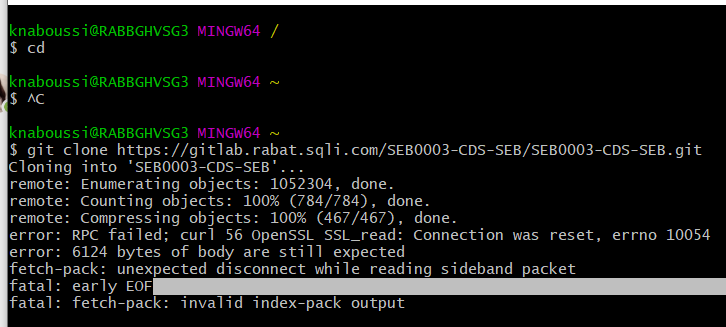 knaboussi@RABBGHVSG3 MINGW64 /
$ cd
knaboussi@RABBGHVSG3 MINGW64 ~
$ ^C
knaboussi@RABBGHVSG3 MINGW64 ~
$ git clone https://gitlab.rabat.sqli.com/SEB0003-CDS-SEB/SEB0003-CDS-SEB.git
Cloning into 'SEB0003-CDS-SEB'...
remote: Enumerating objects: 1052304, done.
remote: Counting objects: 100% (784/784), done.
remote: Compressing objects: 100% (467/467), done.
error: RPC failed; curl 56 OpenSSL SSL_read: Connection was reset, errno 10054
error: 6124 bytes of body are still expected
fetch-pack: unexpected disconnect while reading sideband packet
fatal: early EOF
fatal: fetch-pack: invalid index-pack output